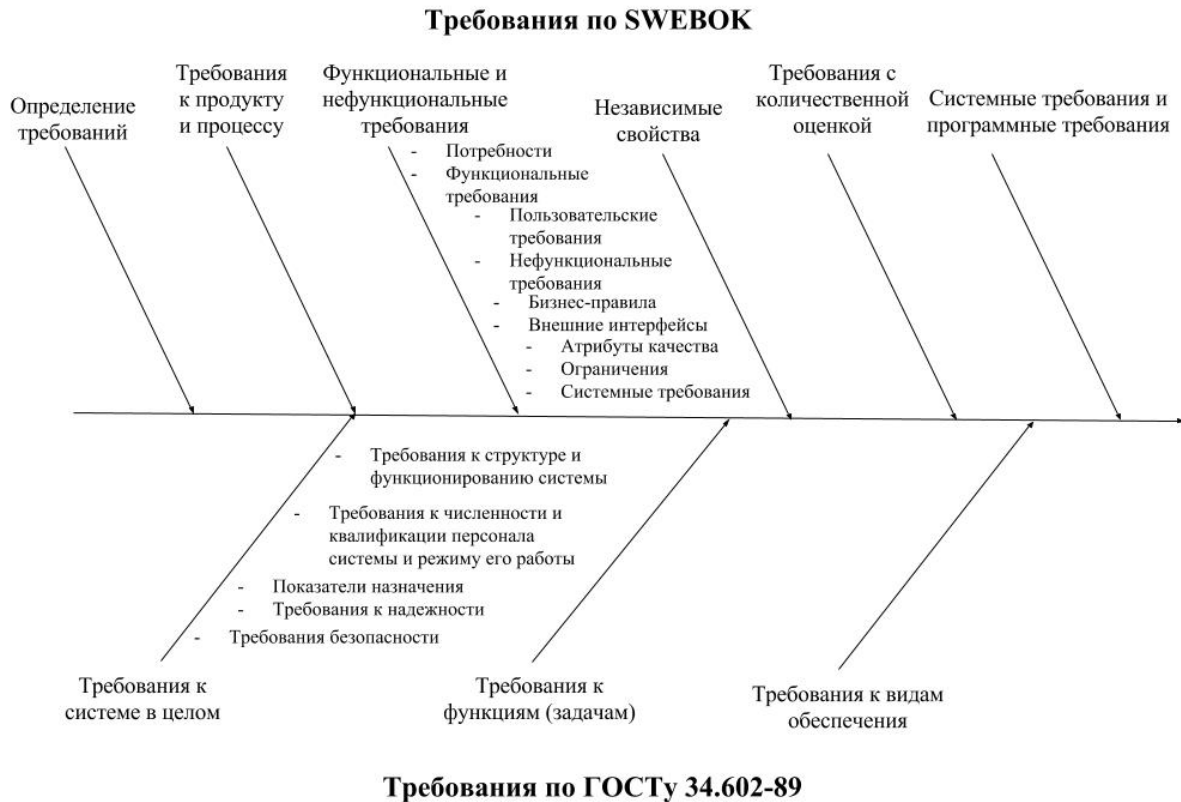 Требования по SWEBOK
Определение
требований
Требования
к продукту
и процессу
Функциональные и
нефункциональные
требования
Независимые
свойства
Требования с
количественной
оценкой
Системные требования и
программные требования
- Потребности
- Функциональные
требования
- Пользовательские
требования
- Нефункциональные
требования
- Бизнес-правила
- Внешние интерфейсы
- Атрибуты качества
- Ограничения
- Системные требования
- Требования к структуре и
функционированию системы
- Требования к численности и
квалификации персонала
системы и режиму его работы
- Показатели назначения
- Требования к надежности
- Требования безопасности
Требования к
системе в целом
Требования к
функциям (задачам)
Требования к видам
обеспечения
Требования по ГОСТу 34.602-89